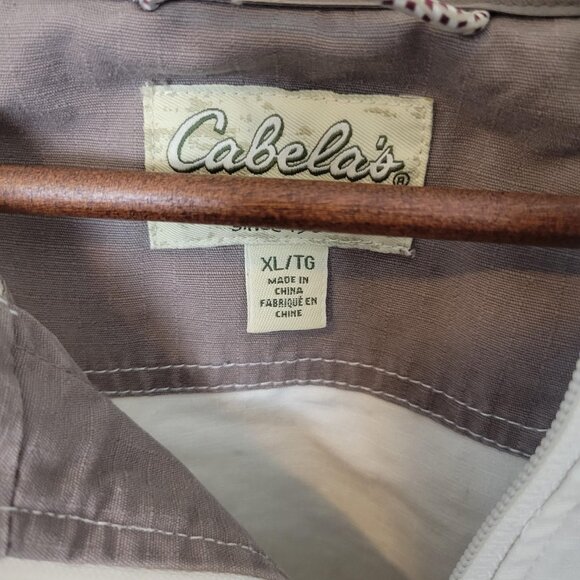 Cabela's®
XL/TG
MADE IN
CHINA
FABRIQUÉ EN
CHINE